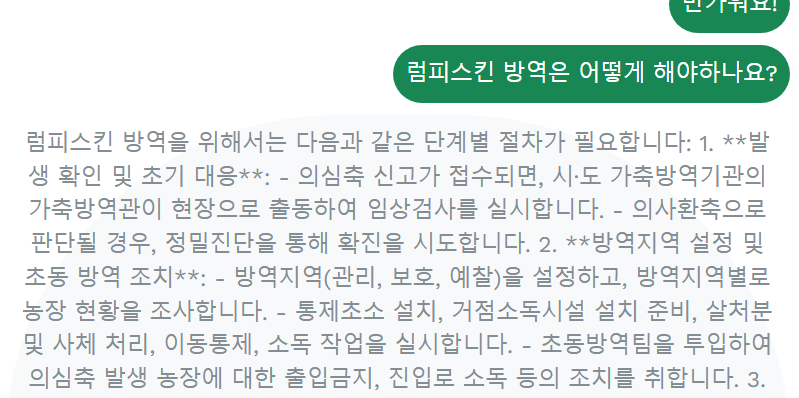 반가워요!
럼피스킨 방역은 어떻게 해야하나요?
럼피스킨 방역을 위해서는 다음과 같은 단계별 절차가 필요합니다: 1. **발
생 확인 및 초기 대응**: - 의심축 신고가 접수되면, 시·도 가축방역기관의
가축방역관이 현장으로 출동하여 임상검사를 실시합니다. - 의사환축으로
판단될 경우, 정밀진단을 통해 확진을 시도합니다. 2. **방역지역 설정 및
초동 방역 조치**: - 방역지역(관리, 보호, 예찰)을 설정하고, 방역지역별로
농장 현황을 조사합니다. - 통제초소 설치, 거점소독시설 설치 준비, 살처분
및 사체 처리, 이동통제, 소독 작업을 실시합니다. - 초동방역팀을 투입하여
의심축 발생 농장에 대한 출입금지, 진입로 소독 등의 조치를 취합니다. 3.